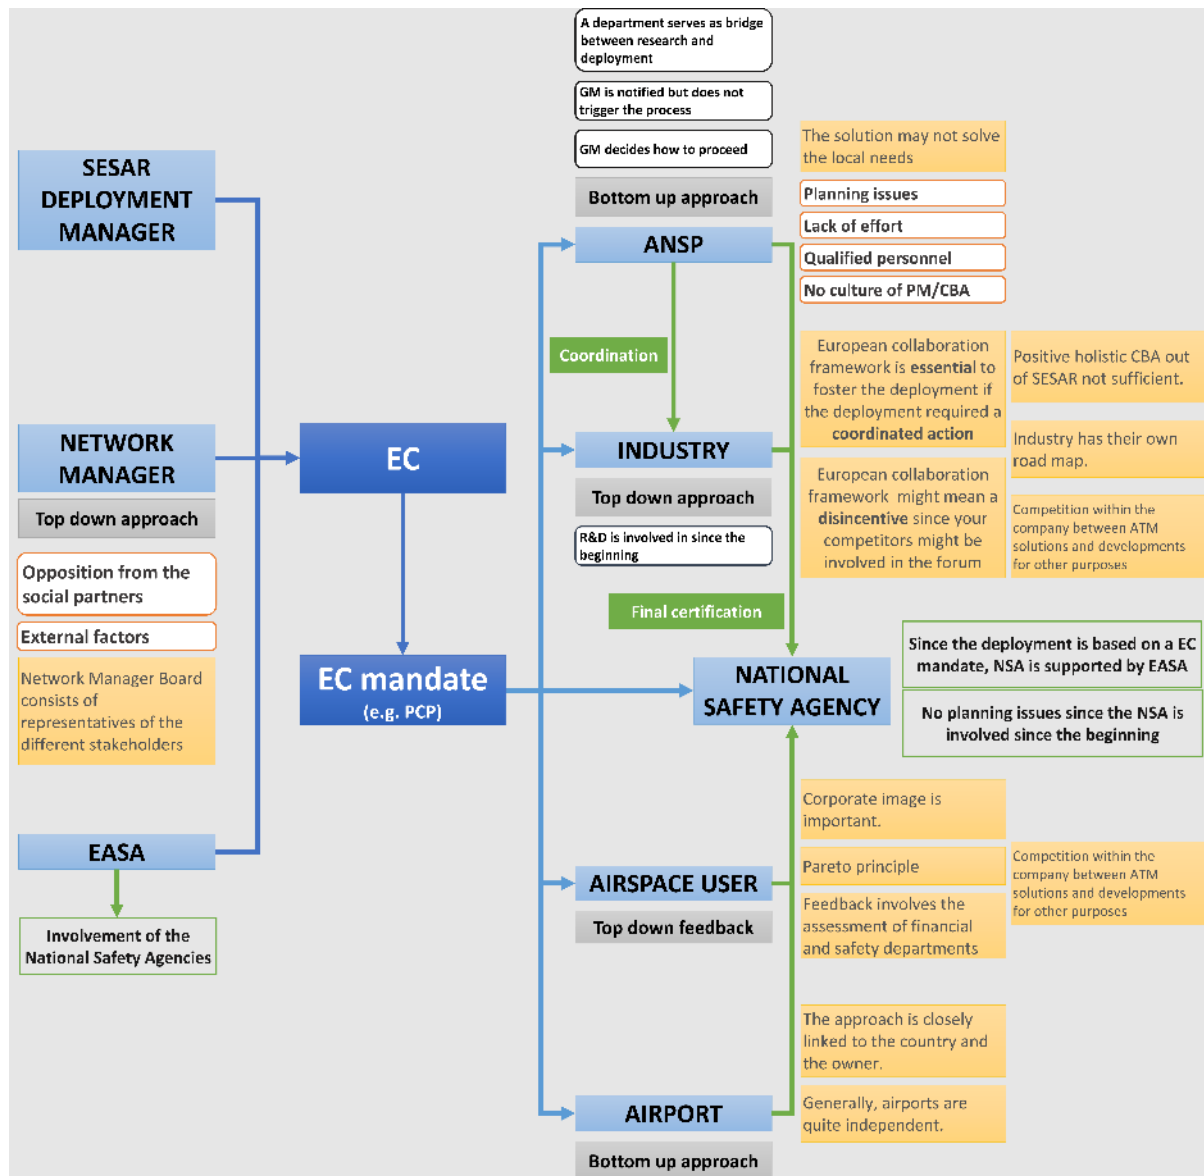 A department serves as bridge
between research and
deployment
GM is notified but does not
trigger the process
GM decides how to proceed
Bottom up approach
ANSP
The solution may not solve
the local needs
Planning issues
Lack of effort
Qualified personnel
No culture of PM/CBA
SESAR
DEPLOYMENT
MANAGER
Coordination
European collaboration
framework is essential to
foster the deployment if
the deployment required a
coordinated action
Positive holistic CBA out
of SESAR not sufficient.
NETWORK
MANAGER
Top down approach
EC
INDUSTRY
Top down approach
R&D is involved in since the
beginning
European collaboration
framework might mean a
disincentive since your
competitors might be
involved in the forum
Industry has their own
road map.
Competition within the
company between ATM
solutions and developments
for other purposes
Opposition from the
social partners
External factors
Network Manager Board
consists of
representatives of the
different stakeholders
Final certification
EC mandate
(e.g. PCP)
NATIONAL
SAFETY AGENCY
Since the deployment is based on a EC
mandate, NSA is supported by EASA
No planning issues since the NSA is
involved since the beginning
EASA
Involvement of the
National Safety Agencies
AIRSPACE USER
Top down feedback
Corporate image is
important.
Pareto principle
Feedback involves the
assessment of financial
and safety departments
Competition within the
company between ATM
solutions and developments
for other purposes
The approach is closely
linked to the country and
the owner.
AIRPORT
Bottom up approach
Generally, airports are
quite independent.